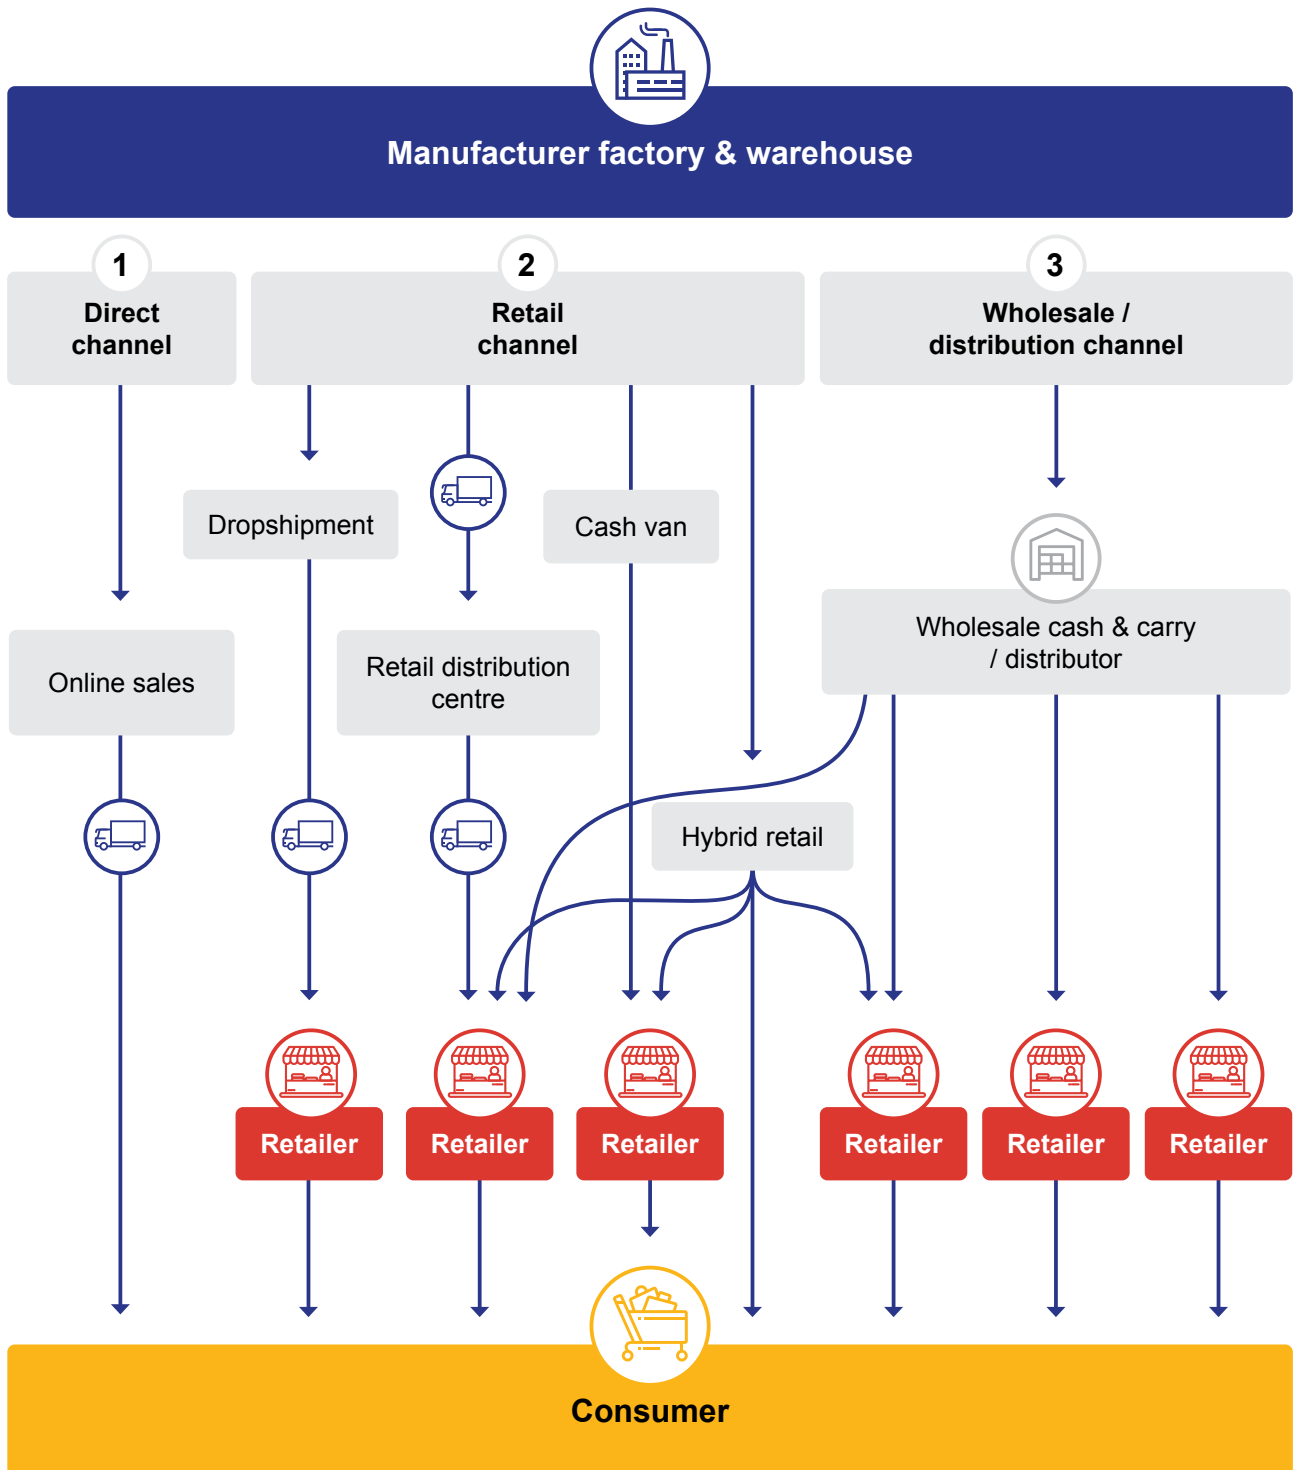 Manufacturer factory & warehouse
1
Direct
channel
2
Retail
channel
3
Wholesale /
distribution channel
Dropshipment
Cash van
Online sales
Retail distribution
centre
Wholesale cash & carry
/ distributor
Hybrid retail
Retailer
Retailer
Retailer
Retailer
Retailer
Retailer
Consumer